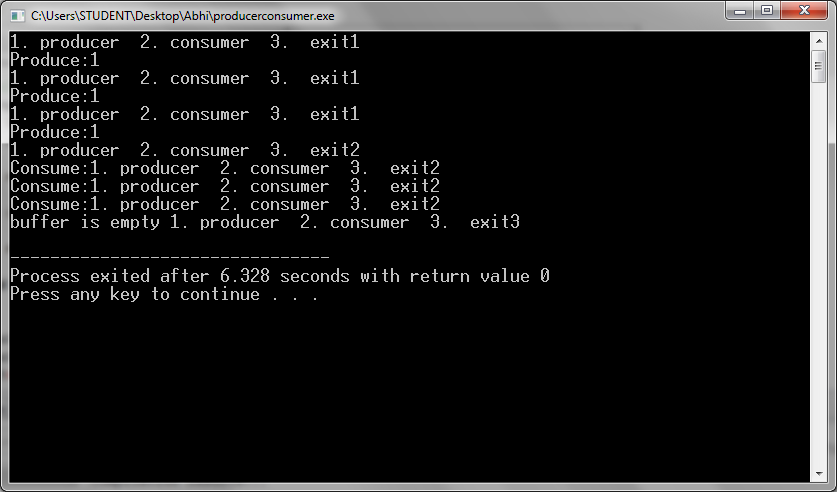 C:\Users\STUDENT\Desktop\Abhi\producerconsumer.exe
1. producer  2. consumer  3.  exit1
Produce:1
1. producer  2. consumer  3.  exit1
Produce:1
1. producer  2. consumer  3.  exit1
Produce:1
1. producer  2. consumer  3.  exit2
Consume:1. producer  2. consumer  3.  exit2
Consume:1. producer  2. consumer  3.  exit2
Consume:1. producer  2. consumer  3.  exit2
buffer is empty 1. producer  2. consumer  3.  exit3
--------------------------------
Process exited after 6.328 seconds with return value 0
Press any key to continue . . .